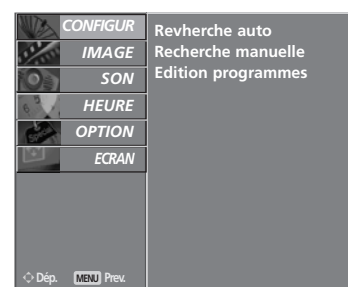 CONFIGUR
IMAGE
SON
HEURE
OPTION
ECRAN
Revherche auto
Recherche manuelle
Edition programmes
Dép. MENU Prev.